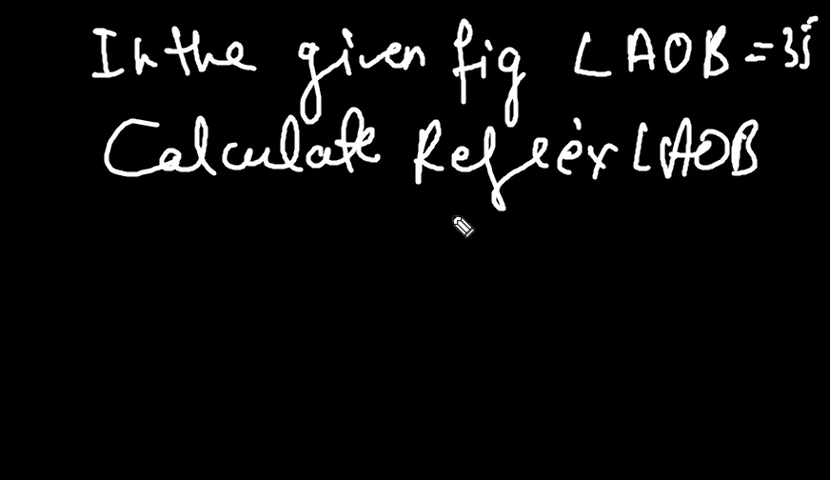 In the given fig ∠AOB = 35°
Calculate Reflex ∠AOB